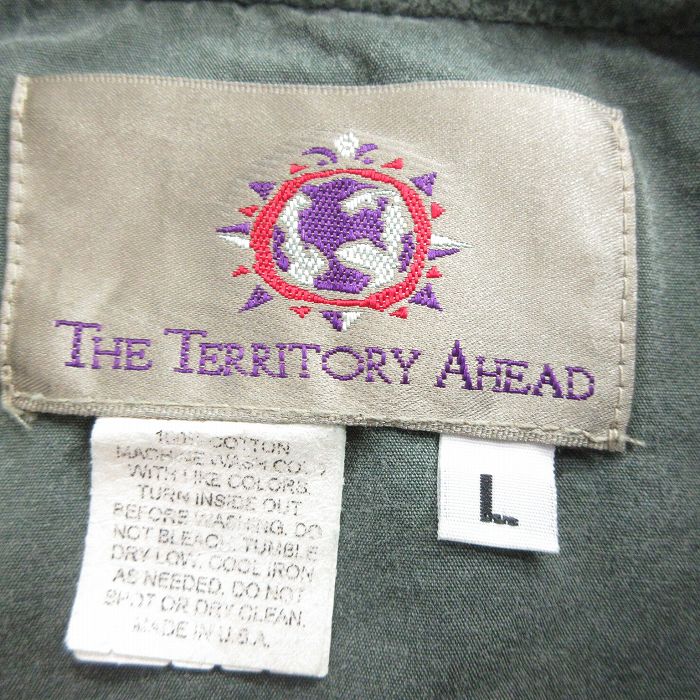 THE TERRITORY AHEAD
100% COTTON
MACHINE WASH COLD
WITH LIKE COLORS.
TURN INSIDE OUT
BEFORE WASHING. DO
NOT BLEACH. TUMBLE
DRY LOW. COOL IRON
AS NEEDED. DO NOT
SPOT OR DRY CLEAN.
MADE IN U.S.A.
L